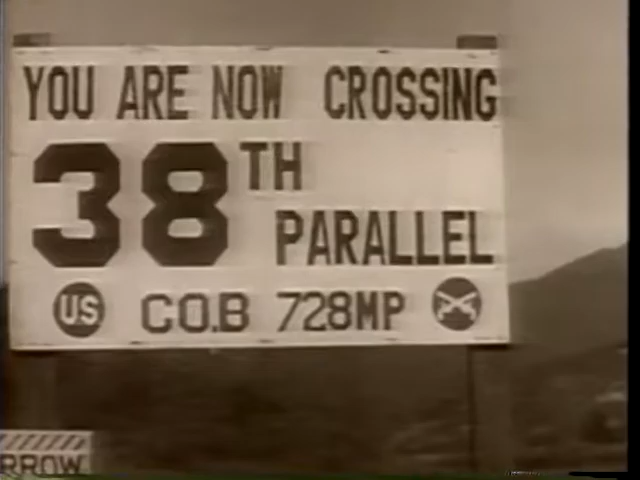 YOU ARE NOW CROSSING
38TH
PARALLEL
US CO.B 728MP
RROW